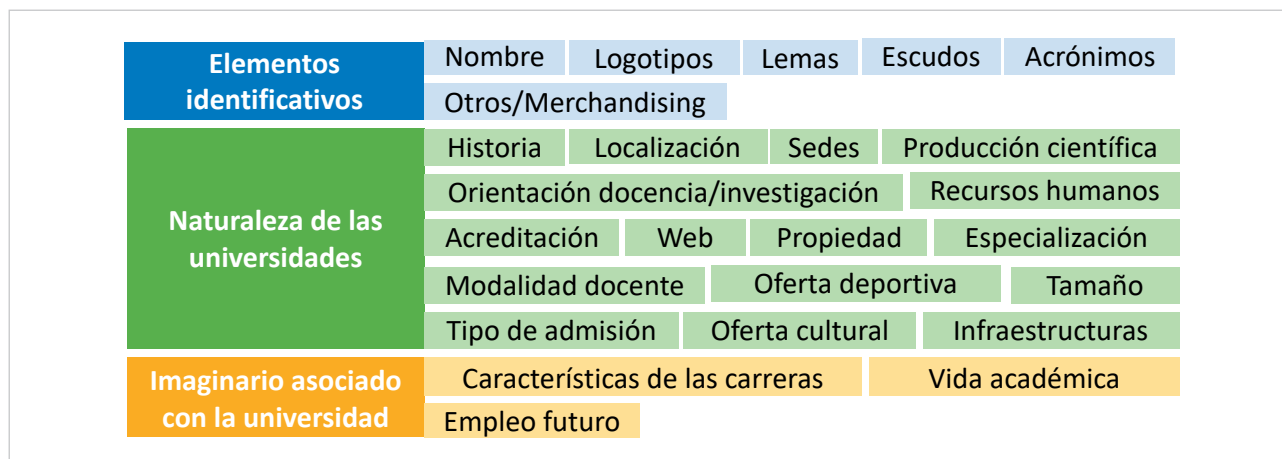 Elementos
identificativos
Nombre Logotipos Lemas Escudos Acrónimos
Otros/Merchandising
Naturaleza de las
universidades
Historia Localización Sedes Producción científica
Orientación docencia/investigación Recursos humanos
Acreditación Web Propiedad Especialización
Modalidad docente Oferta deportiva Tamaño
Tipo de admisión Oferta cultural Infraestructuras
Imaginario asociado
con la universidad
Características de las carreras Vida académica
Empleo futuro